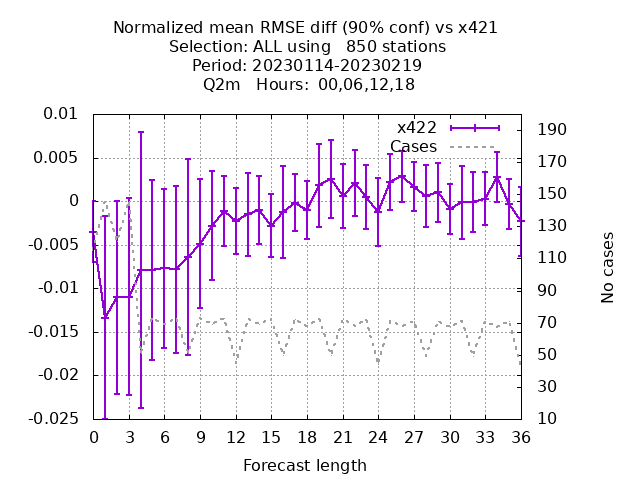 Normalized mean RMSE diff (90% conf) vs x421
Selection: ALL using   850 stations
Period: 20230114-20230219
Q2m   Hours:  00,06,12,18
x422
Cases
0.01
0.005
0
-0.005
-0.01
-0.015
-0.02
-0.025
190
170
150
130
110
90
70
50
30
10
No cases
0 3 6 9 12 15 18 21 24 27 30 33 36
Forecast length